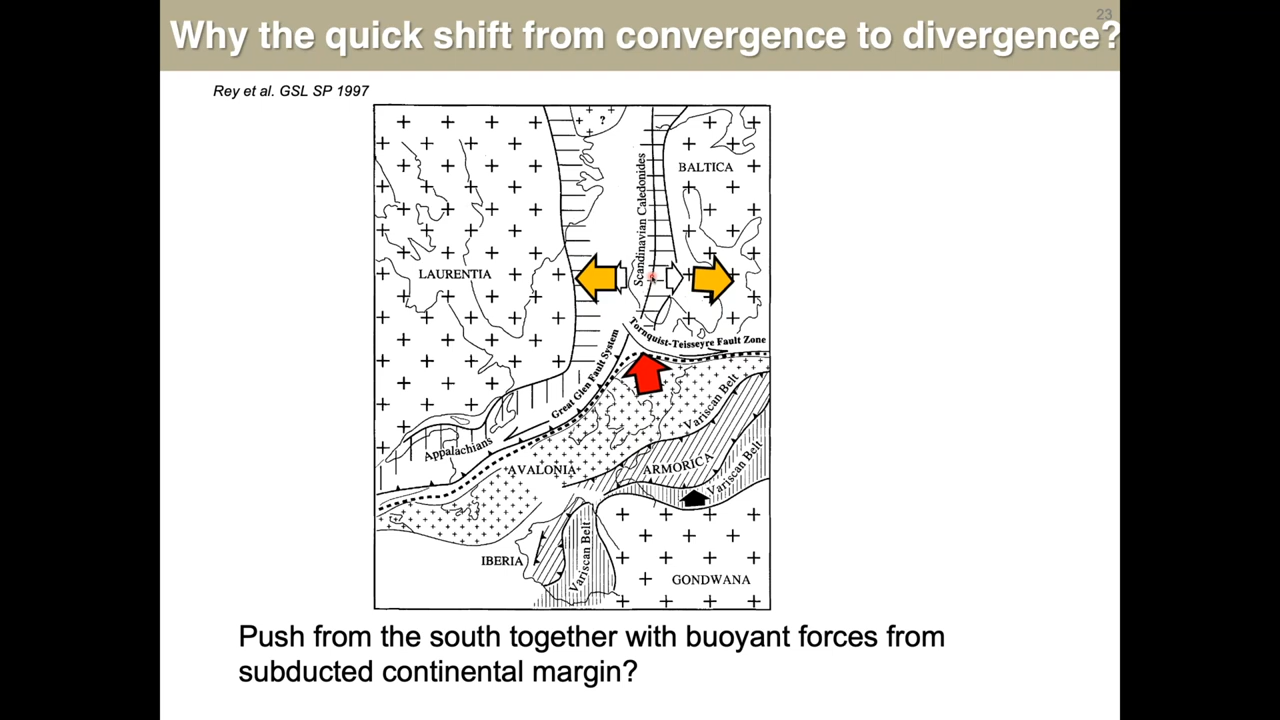 23
Why the quick shift from convergence to divergence?
Rey et al. GSL SP 1997
?
BALTICA
Scandinavian Caledonides
LAURENTIA
Tornquist-Teisseyre Fault Zone
Great Glen Fault System
Variscan Belt
Appalachians
AVALONIA
ARMORICA
Variscan Belt
IBERIA
Variscan Belt
GONDWANA
Push from the south together with buoyant forces from
subducted continental margin?